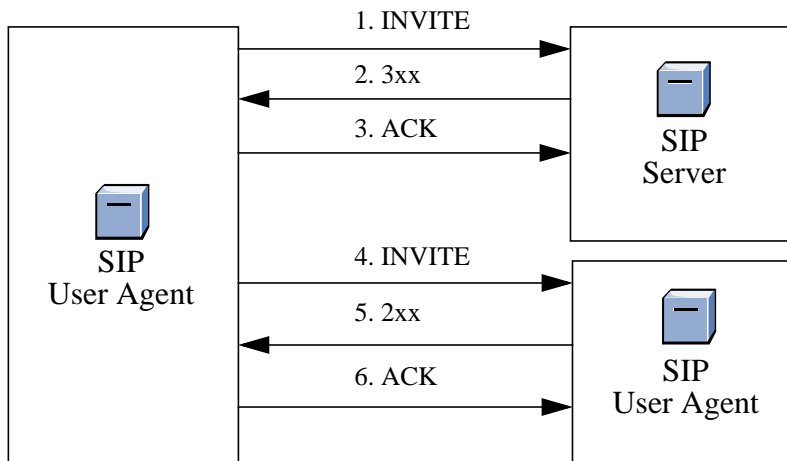 1. INVITE
2. 3xx
3. ACK
SIP
Server
SIP
User Agent
4. INVITE
5. 2xx
6. ACK
SIP
User Agent